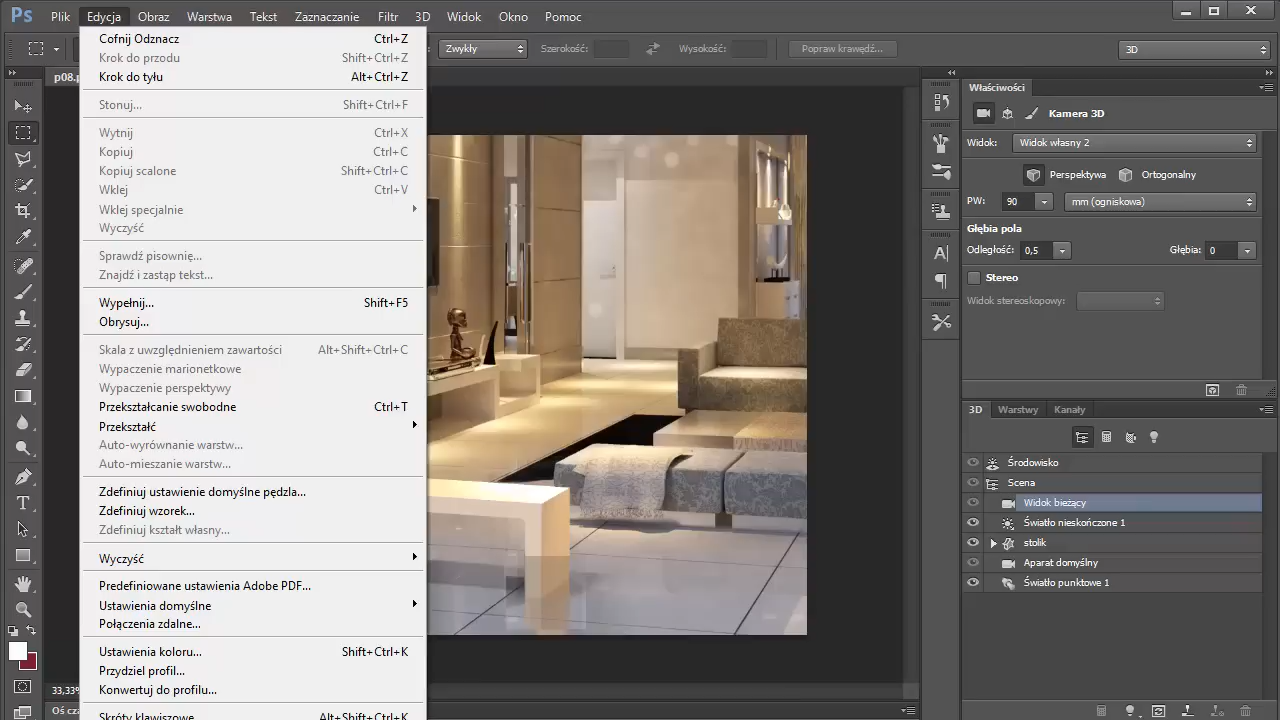 Ps Plik Edycja Obraz Warstwa Tekst Zaznaczanie Filtr 3D Widok Okno Pomoc
Zwykły Szerokość: Wysokość: Popraw krawędź... 3D
p08.p
Cofnij Odznacz Ctrl+Z
Krok do przodu Shift+Ctrl+Z
Krok do tyłu Alt+Ctrl+Z
Stonuj... Shift+Ctrl+F
Wytnij Ctrl+X
Kopiuj Ctrl+C
Kopiuj scalone Shift+Ctrl+C
Wklej Ctrl+V
Wklej specjalnie
Wyczyść
Sprawdź pisownię...
Znajdź i zastąp tekst...
Wypełnij... Shift+F5
Obrysuj...
Skala z uwzględnieniem zawartości Alt+Shift+Ctrl+C
Wypaczenie marionetkowe
Wypaczenie perspektywy
Przekształcanie swobodne Ctrl+T
Przekształć
Auto-wyrównanie warstw...
Auto-mieszanie warstw...
Zdefiniuj ustawienie domyślne pędzla...
Zdefiniuj wzorek...
Zdefiniuj kształt własny...
Wyczyść
Predefiniowane ustawienia Adobe PDF...
Ustawienia domyślne
Połączenia zdalne...
Ustawienia koloru... Shift+Ctrl+K
Przydziel profil...
Konwertuj do profilu...
Skróty klawiszowe... Alt+Shift+Ctrl+K
33,33%
Oś cza
Właściwości
Kamera 3D
Widok: Widok własny 2
Perspektywa Ortogonalny
PW: 90 mm (ogniskowa)
Głębia pola
Odległość: 0,5 Głębia: 0
Stereo
Widok stereoskopowy:
3D Warstwy Kanały
Środowisko
Scena
Widok bieżący
Światło nieskończone 1
stolik
Aparat domyślny
Światło punktowe 1